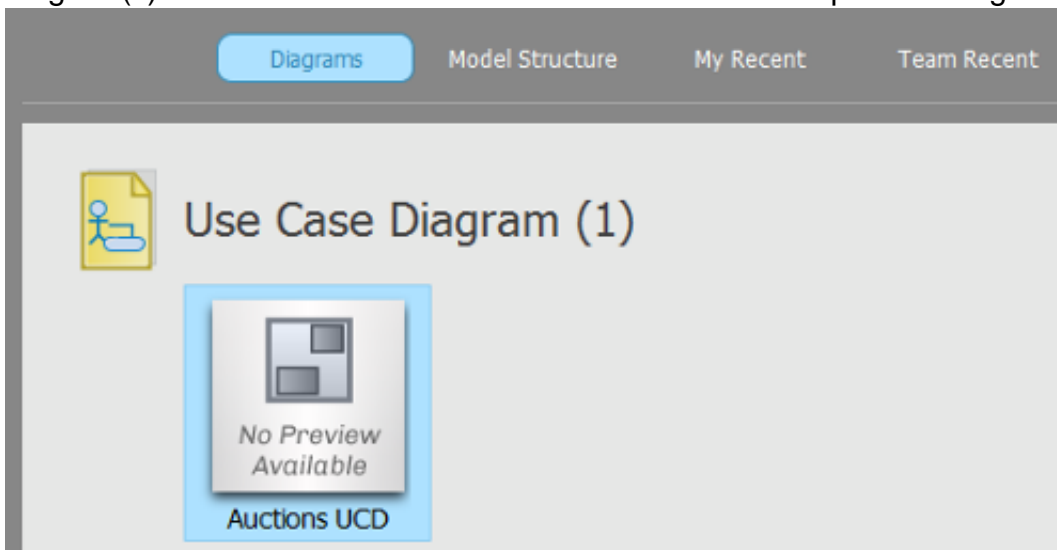 Diagrams Model Structure My Recent Team Recent
Use Case Diagram (1)
No Preview
Available
Auctions UCD